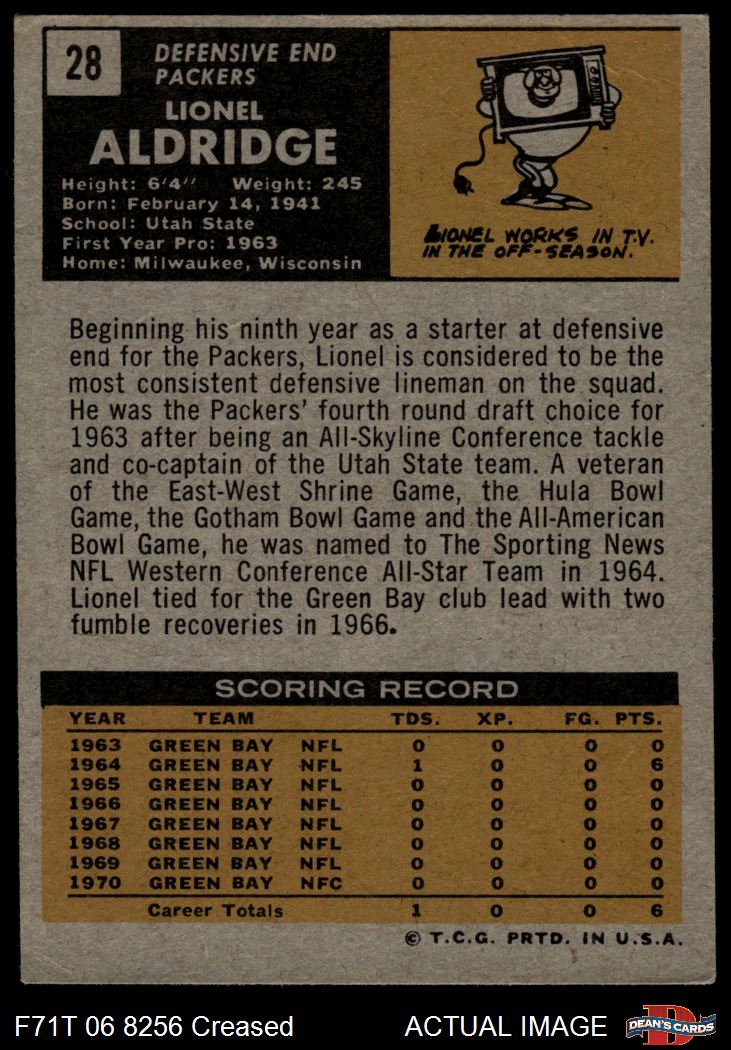 28
DEFENSIVE END
PACKERS
LIONEL
ALDRIDGE
Height: 6'4" Weight: 245
Born: February 14, 1941
School: Utah State
First Year Pro: 1963
Home: Milwaukee, Wisconsin
LIONEL WORKS IN T.V.
IN THE OFF-SEASON.
Beginning his ninth year as a starter at defensive
end for the Packers, Lionel is considered to be the
most consistent defensive lineman on the squad.
He was the Packers' fourth round draft choice for
1963 after being an All-Skyline Conference tackle
and co-captain of the Utah State team. A veteran
of the East-West Shrine Game, the Hula Bowl
Game, the Gotham Bowl Game and the All-American
Bowl Game, he was named to The Sporting News
NFL Western Conference All-Star Team in 1964.
Lionel tied for the Green Bay club lead with two
fumble recoveries in 1966.
SCORING RECORD
YEAR TEAM TDS. XP. FG. PTS.
1963 GREEN BAY NFL 0 0 0 0
1964 GREEN BAY NFL 1 0 0 6
1965 GREEN BAY NFL 0 0 0 0
1966 GREEN BAY NFL 0 0 0 0
1967 GREEN BAY NFL 0 0 0 0
1968 GREEN BAY NFL 0 0 0 0
1969 GREEN BAY NFL 0 0 0 0
1970 GREEN BAY NFC 0 0 0 0
Career Totals 1 0 0 6
© T.C.G. PRTD. IN U.S.A.
F71T 06 8256 Creased ACTUAL IMAGE
DEAN'S CARDS